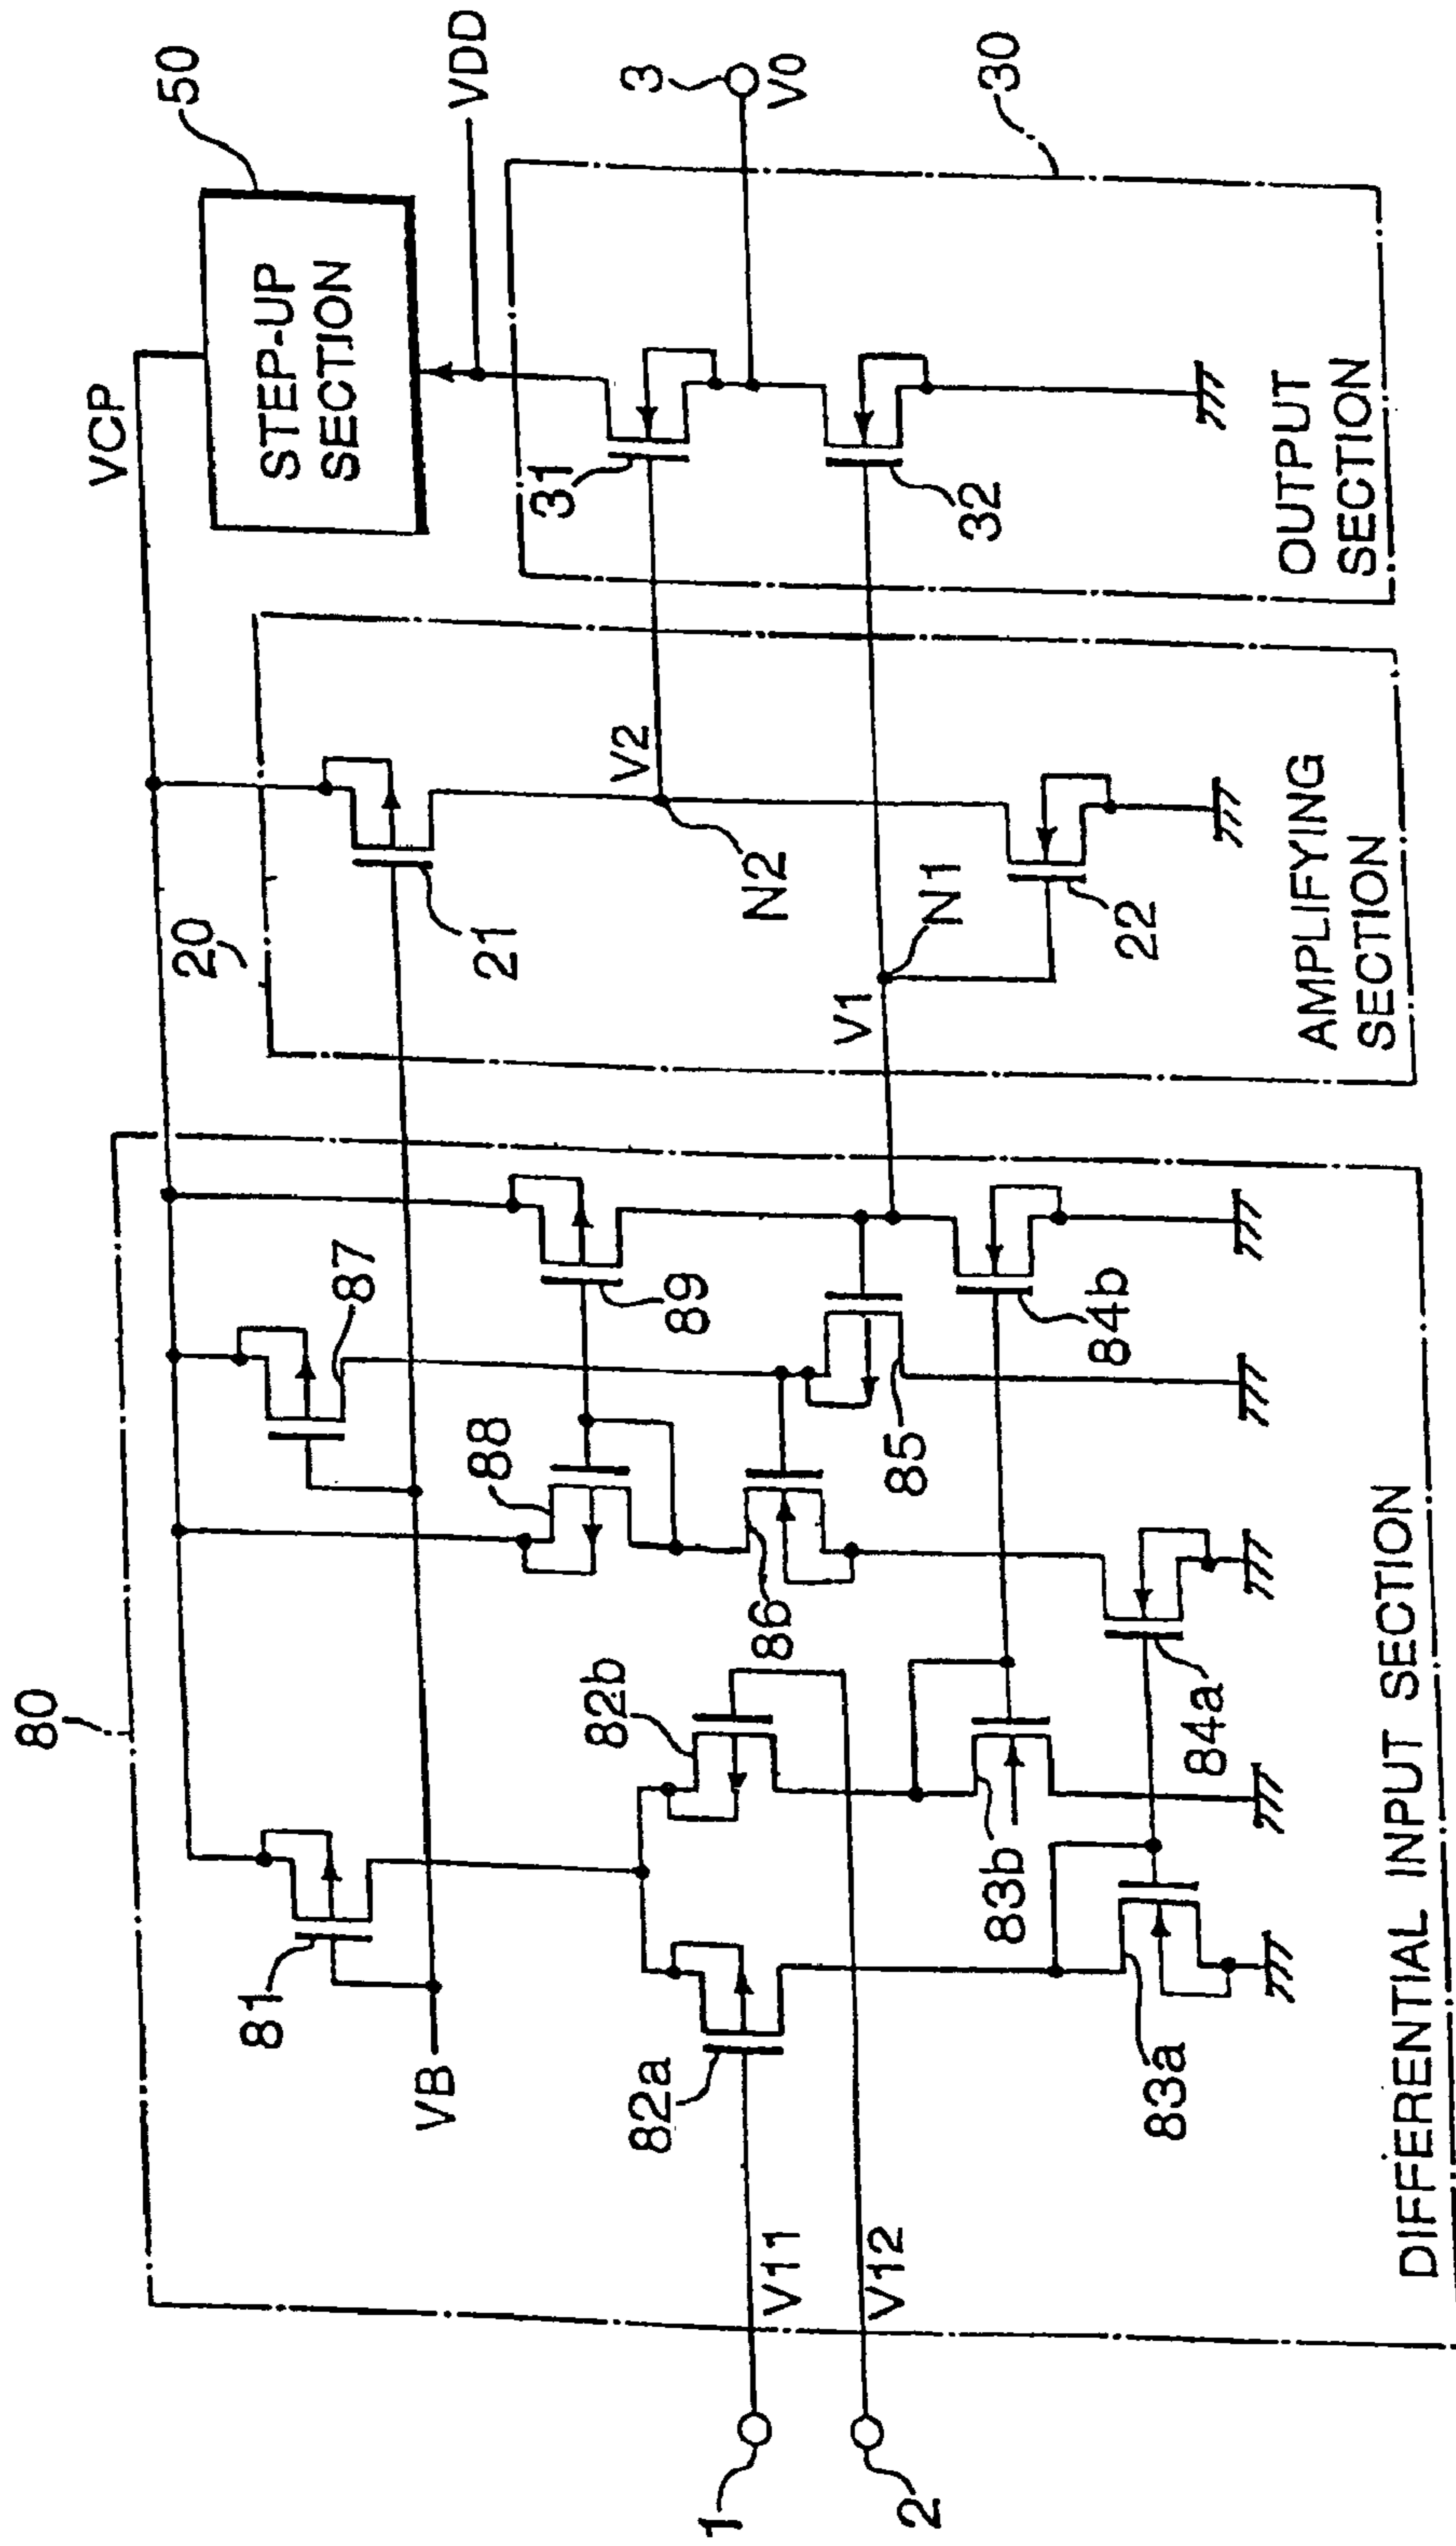 80
VCP
50
STEP-UP
SECTION
VDD
20
81
87
21
VB
88
89
31
3
V0
82a
82b
86
85
V2
N2
30
V11
1
V12
2
83b
84b
V1
N1
32
83a
84a
22
DIFFERENTIAL INPUT SECTION
AMPLIFYING
SECTION
OUTPUT
SECTION